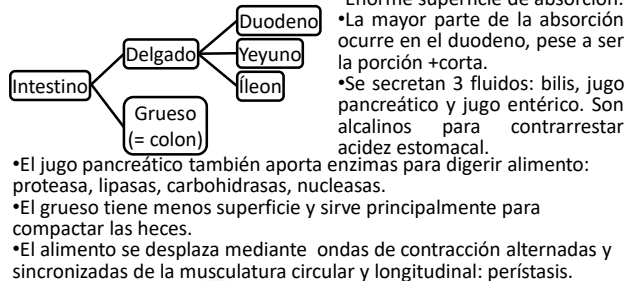 Enorme superficie de absorción.
Duodeno
•La mayor parte de la absorción
ocurre en el duodeno, pese a ser
la porción +corta.
Delgado
Yeyuno
Intestino
Íleon
•Se secretan 3 fluidos: bilis, jugo
pancreático y jugo entérico. Son
alcalinos para contrarrestar
acidez estomacal.
Grueso
(= colon)
•El jugo pancreático también aporta enzimas para digerir alimento:
proteasa, lipasas, carbohidrasas, nucleasas.
•El grueso tiene menos superficie y sirve principalmente para
compactar las heces.
•El alimento se desplaza mediante ondas de contracción alternadas y
sincronizadas de la musculatura circular y longitudinal: perístasis.